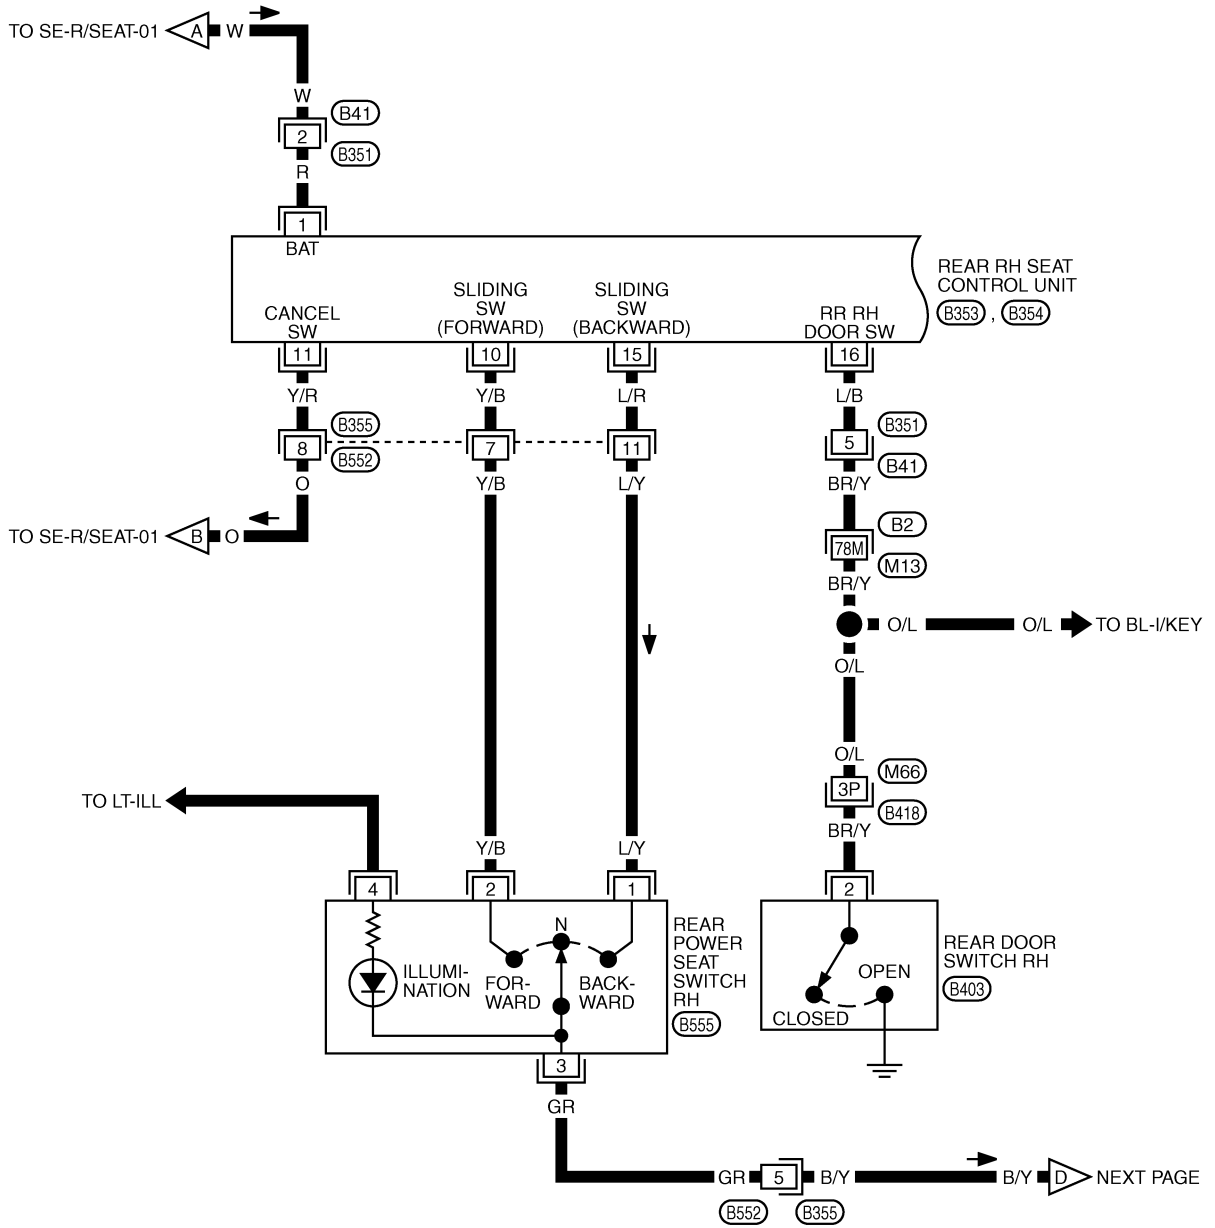 TO SE-R/SEAT-01
A
W
W
B41
2
B351
R
1
BAT
REAR RH SEAT
CONTROL UNIT
B353 , B354
CANCEL
SW
SLIDING
SW
(FORWARD)
SLIDING
SW
(BACKWARD)
RR RH
DOOR SW
11
10
15
16
Y/R
Y/B
L/R
L/B
B355
8
B552
7
11
B351
5
B41
O
Y/B
L/Y
BR/Y
TO SE-R/SEAT-01
B
O
B2
78M
M13
BR/Y
O/L
O/L
TO BL-I/KEY
O/L
O/L
M66
3P
B418
BR/Y
TO LT-ILL
Y/B
L/Y
4
2
1
2
ILLUMI-
NATION
N
FOR-
WARD
BACK-
WARD
REAR
POWER
SEAT
SWITCH
RH
B555
OPEN
CLOSED
REAR DOOR
SWITCH RH
B403
3
GR
GR
5
B/Y
B/Y
D
NEXT PAGE
B552
B355